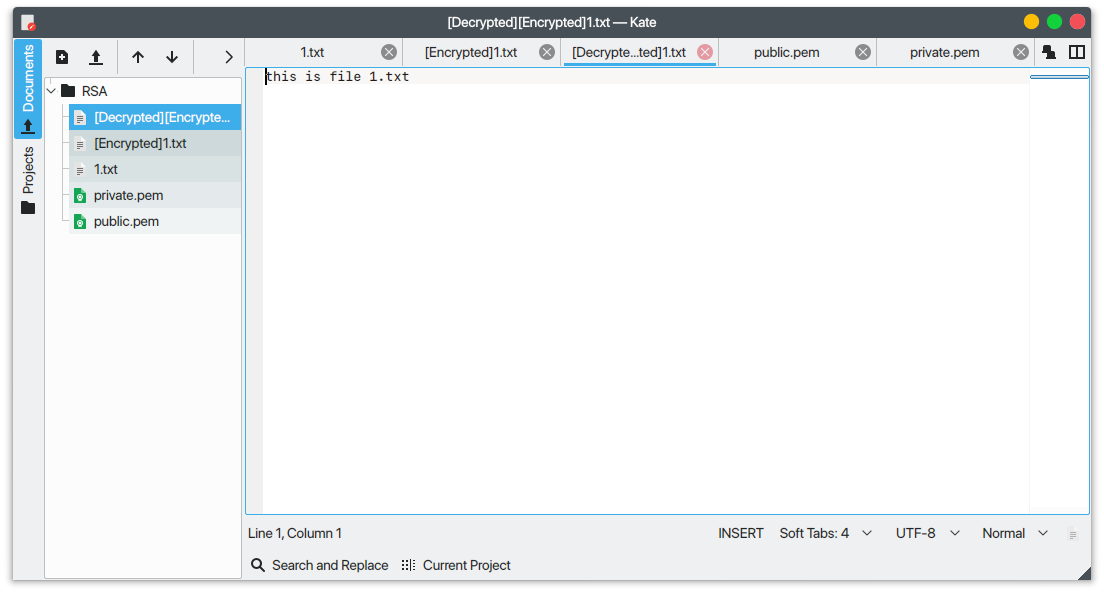 [Decrypted][Encrypted]1.txt — Kate
Documents
Projects
1.txt
[Encrypted]1.txt
[Decrypte...ted]1.txt
public.pem
private.pem
RSA
[Decrypted][Encrypte...
[Encrypted]1.txt
1.txt
private.pem
public.pem
this is file 1.txt
Line 1, Column 1
INSERT
Soft Tabs: 4
UTF-8
Normal
Search and Replace
Current Project